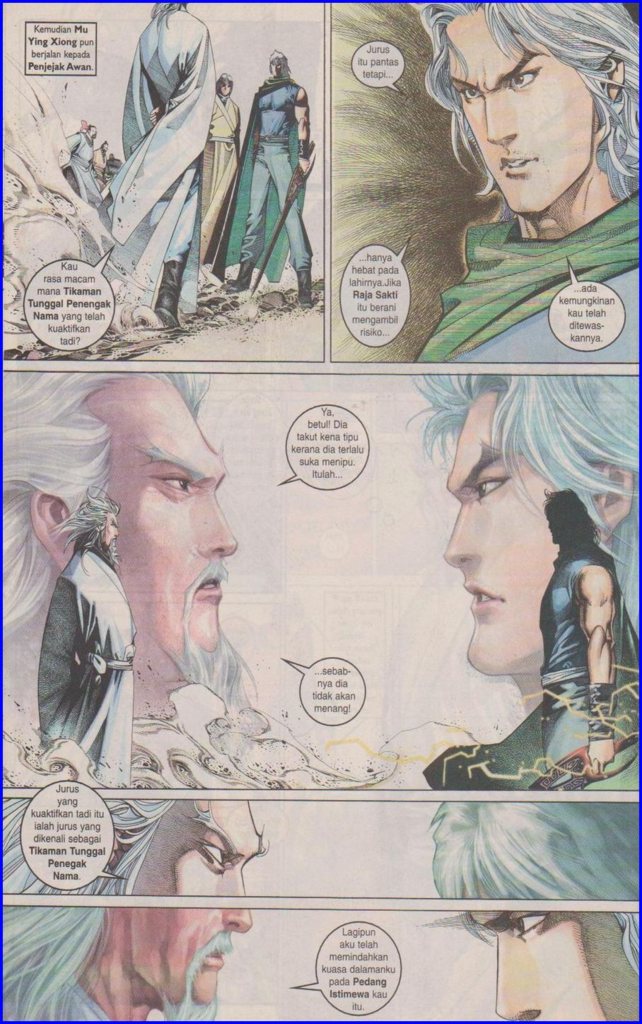 Kemudian Mu
Ying Xiong pun
berjalan kepada
Penjejak Awan.
Kau
rasa macam
mana Tikaman
Tunggal Penengak
Nama yang telah
kuaktifkan
tadi?
Jurus
itu pantas
tetapi...
...hanya
hebat pada
lahirnya.Jika
Raja Sakti
itu berani
mengambil
risiko...
...ada
kemungkinan
kau telah
ditewas-
kannya.
Ya,
betul! Dia
takut kena tipu
kerana dia terlalu
suka menipu.
Itulah...
...sebab-
nya dia
tidak akan
menang!
Jurus
yang
kuaktifkan tadi itu
ialah jurus yang
dikenali sebagai
Tikaman Tunggal
Penegak
Nama.
Lagipun
aku telah
memindahkan
kuasa dalamanku
pada Pedang
Istimewa kau
itu.